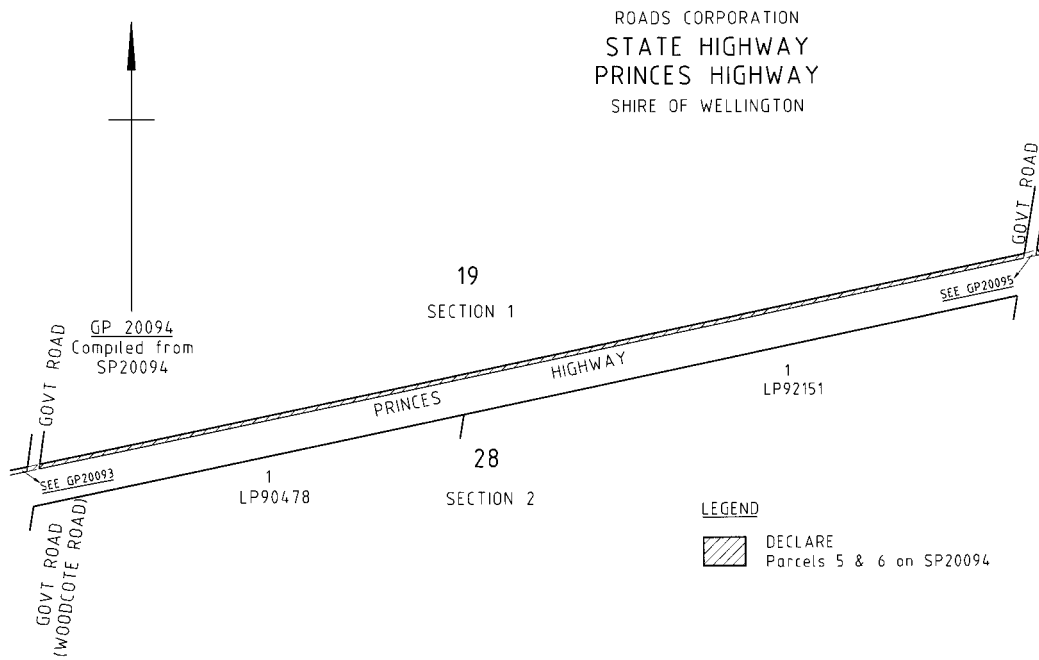 ROADS CORPORATION
STATE HIGHWAY
PRINCES HIGHWAY
SHIRE OF WELLINGTON
GOVT ROAD
19
SECTION 1
SEE GP20095
GP 20094
Compiled from
SP20094
GOVT ROAD
PRINCES HIGHWAY
1
LP92151
SEE GP20093
1
LP90478
28
SECTION 2
GOVT ROAD
(WOODCOTE ROAD)
LEGEND
DECLARE
Parcels 5 & 6 on SP20094